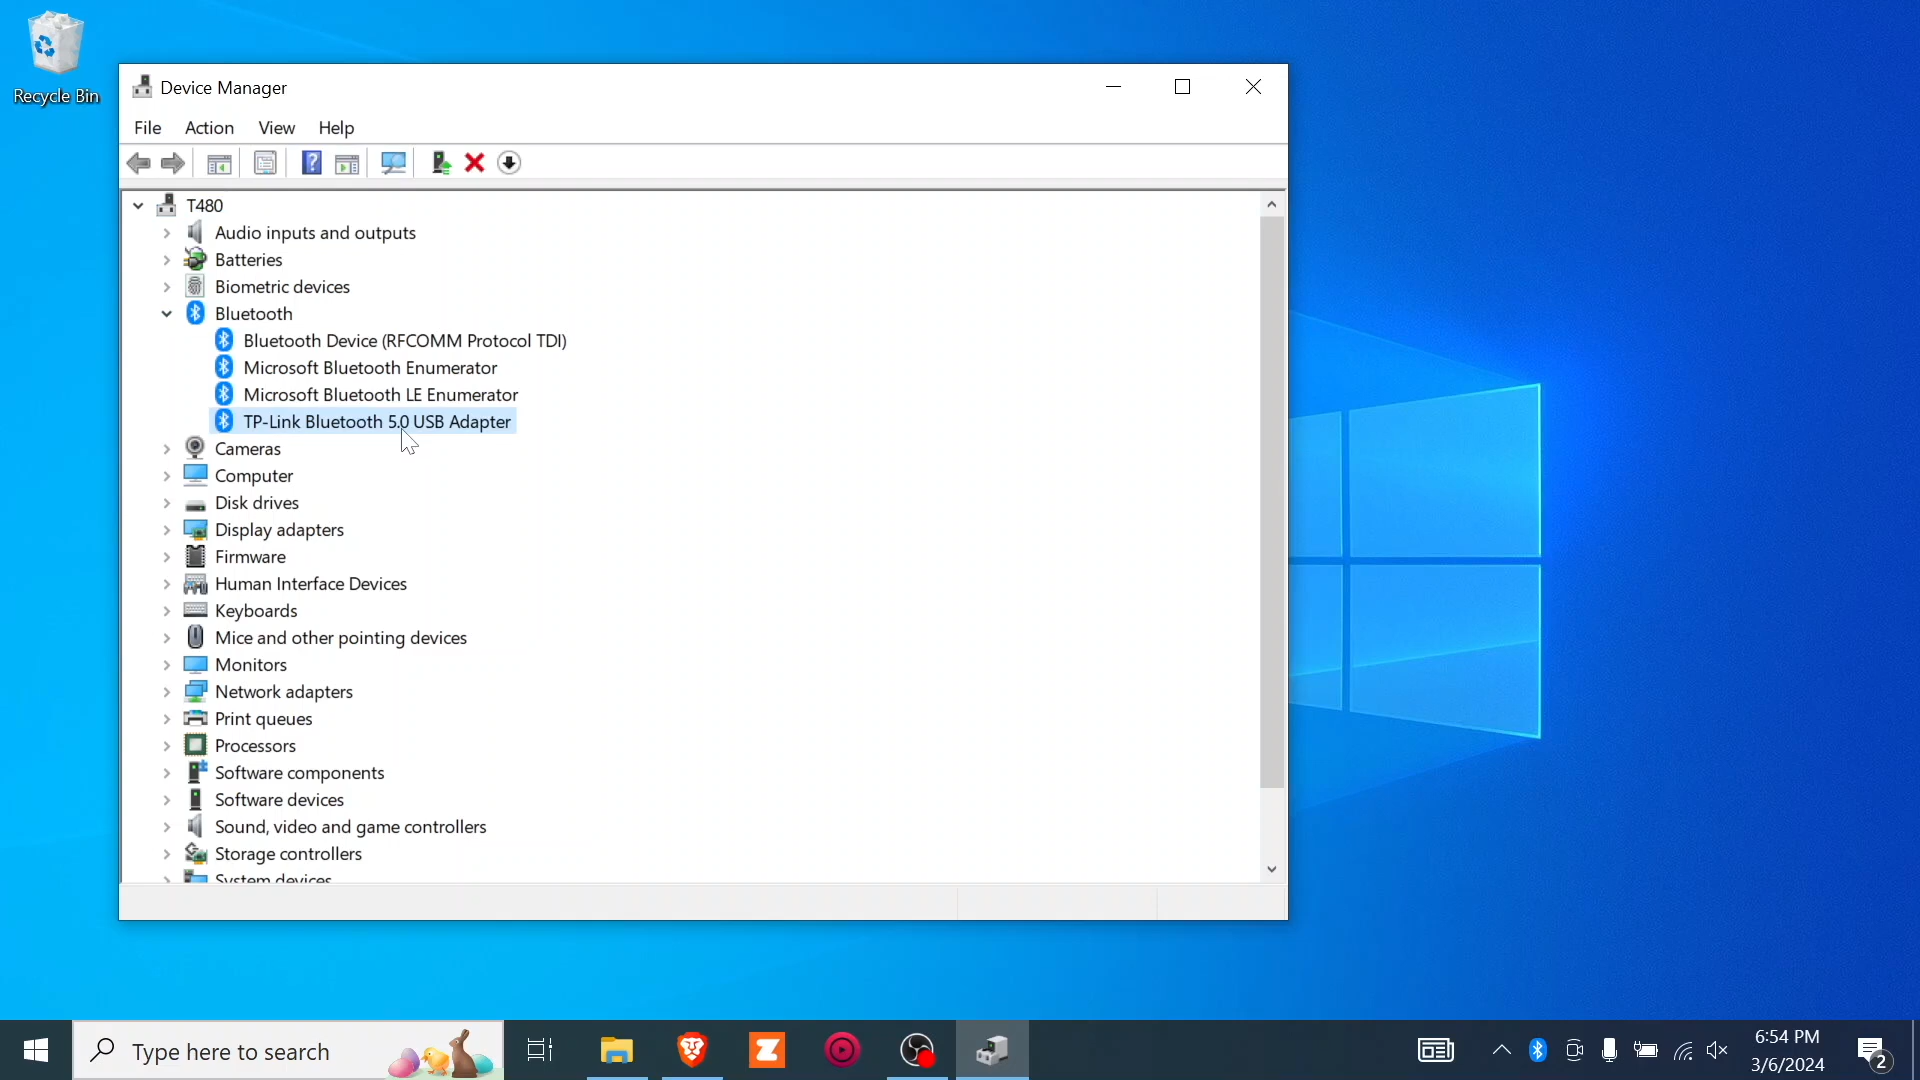 Recycle Bin
Device Manager
File Action View Help
T480
Audio inputs and outputs
Batteries
Biometric devices
Bluetooth
Bluetooth Device (RFCOMM Protocol TDI)
Microsoft Bluetooth Enumerator
Microsoft Bluetooth LE Enumerator
TP-Link Bluetooth 5.0 USB Adapter
Cameras
Computer
Disk drives
Display adapters
Firmware
Human Interface Devices
Keyboards
Mice and other pointing devices
Monitors
Network adapters
Print queues
Processors
Software components
Software devices
Sound, video and game controllers
Storage controllers
System devices
Type here to search
6:54 PM
3/6/2024
2